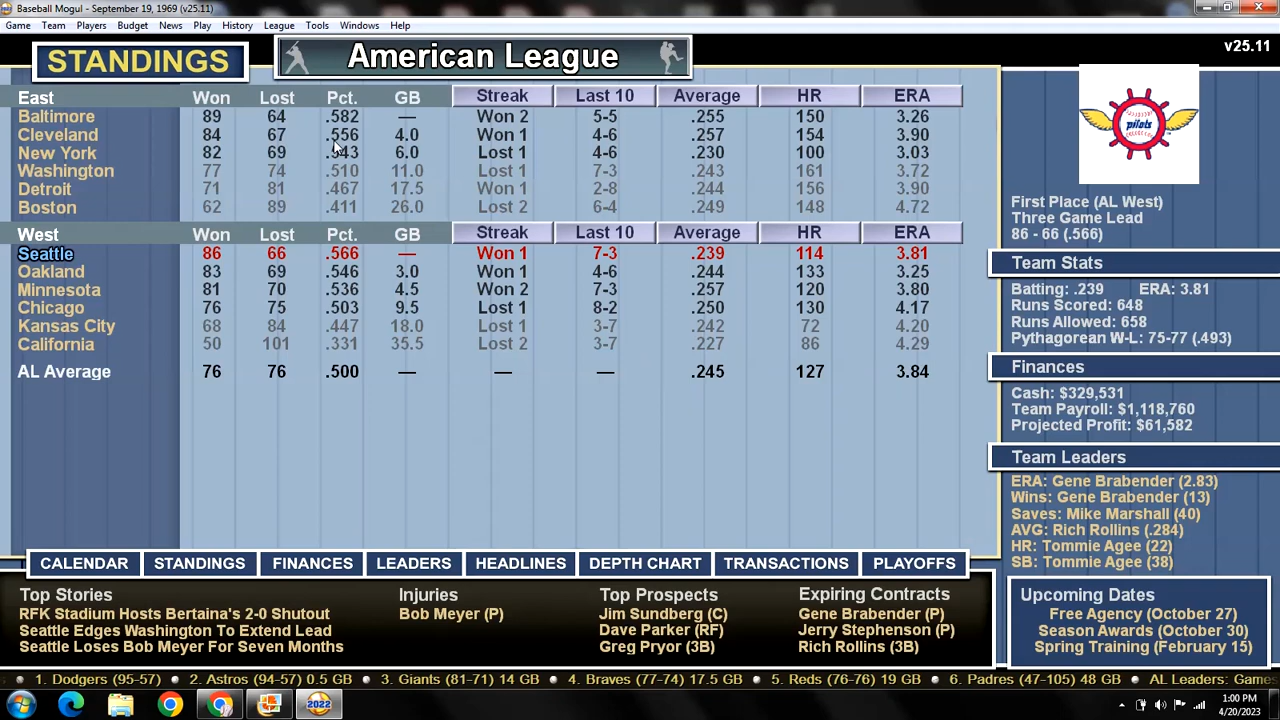 Baseball Mogul - September 19, 1969 (v25.11)
Game Team Players Budget News Play History League Tools Windows Help
STANDINGS American League v25.11
East Won Lost Pct. GB Streak Last 10 Average HR ERA
Baltimore 89 64 .582 — Won 2 5-5 .255 150 3.26
Cleveland 84 67 .556 4.0 Won 1 4-6 .257 154 3.90
New York 82 69 .543 6.0 Lost 1 4-6 .230 100 3.03
Washington 77 74 .510 11.0 Lost 1 7-3 .243 161 3.72
Detroit 71 81 .467 17.5 Won 1 2-8 .244 156 3.90
Boston 62 89 .411 26.0 Lost 2 6-4 .249 148 4.72
West Won Lost Pct. GB Streak Last 10 Average HR ERA
Seattle 86 66 .566 — Won 1 7-3 .239 114 3.81
Oakland 83 69 .546 3.0 Won 1 4-6 .244 133 3.25
Minnesota 81 70 .536 4.5 Won 2 7-3 .257 120 3.80
Chicago 76 75 .503 9.5 Lost 1 8-2 .250 130 4.17
Kansas City 68 84 .447 18.0 Lost 1 3-7 .242 72 4.20
California 50 101 .331 35.5 Lost 2 3-7 .227 86 4.29
AL Average 76 76 .500 — — — .245 127 3.84
pilots
First Place (AL West)
Three Game Lead
86 - 66 (.566)
Team Stats
Batting: .239 ERA: 3.81
Runs Scored: 648
Runs Allowed: 658
Pythagorean W-L: 75-77 (.493)
Finances
Cash: $329,531
Team Payroll: $1,118,760
Projected Profit: $61,582
Team Leaders
ERA: Gene Brabender (2.83)
Wins: Gene Brabender (13)
Saves: Mike Marshall (40)
AVG: Rich Rollins (.284)
HR: Tommie Agee (22)
SB: Tommie Agee (38)
CALENDAR STANDINGS FINANCES LEADERS HEADLINES DEPTH CHART TRANSACTIONS PLAYOFFS
Top Stories
RFK Stadium Hosts Bertaina's 2-0 Shutout
Seattle Edges Washington To Extend Lead
Seattle Loses Bob Meyer For Seven Months
Injuries
Bob Meyer (P)
Top Prospects
Jim Sundberg (C)
Dave Parker (RF)
Greg Pryor (3B)
Expiring Contracts
Gene Brabender (P)
Jerry Stephenson (P)
Rich Rollins (3B)
Upcoming Dates
Free Agency (October 27)
Season Awards (October 30)
Spring Training (February 15)
1. Dodgers (95-57) 2. Astros (94-57) 0.5 GB 3. Giants (81-71) 14 GB 4. Braves (77-74) 17.5 GB 5. Reds (76-76) 19 GB 6. Padres (47-105) 48 GB AL Leaders: Games
2022
1:00 PM
4/20/2023